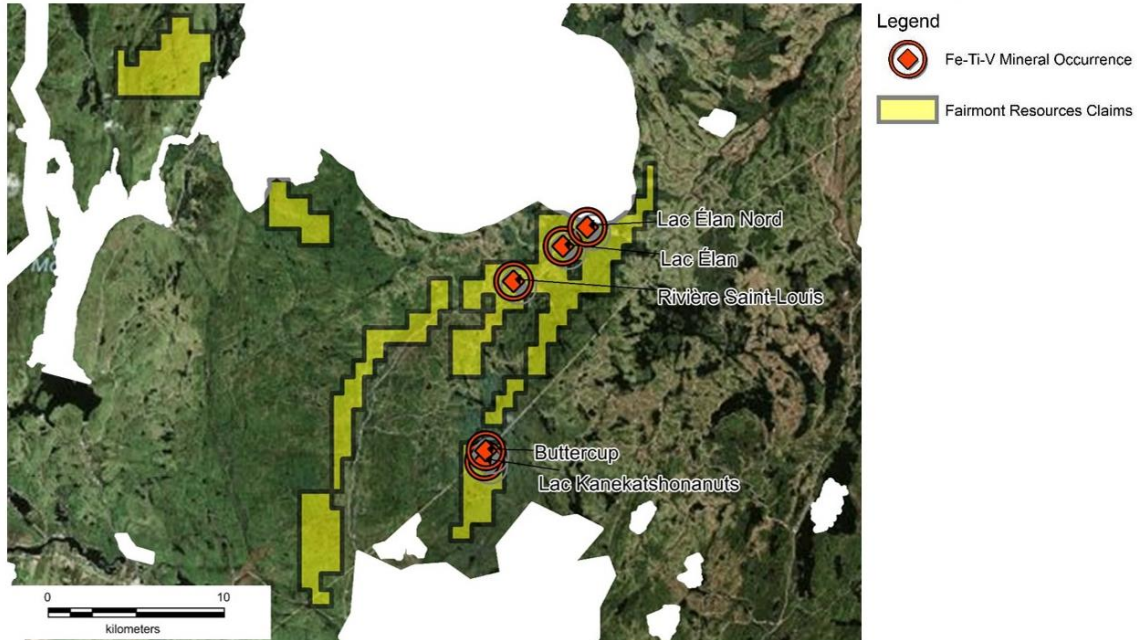 Legend
Fe-Ti-V Mineral Occurrence
Fairmont Resources Claims
Lac Élan Nord
Lac Élan
Rivière Saint-Louis
Buttercup
Lac Kanekatshonanuts
0 10
kilometers